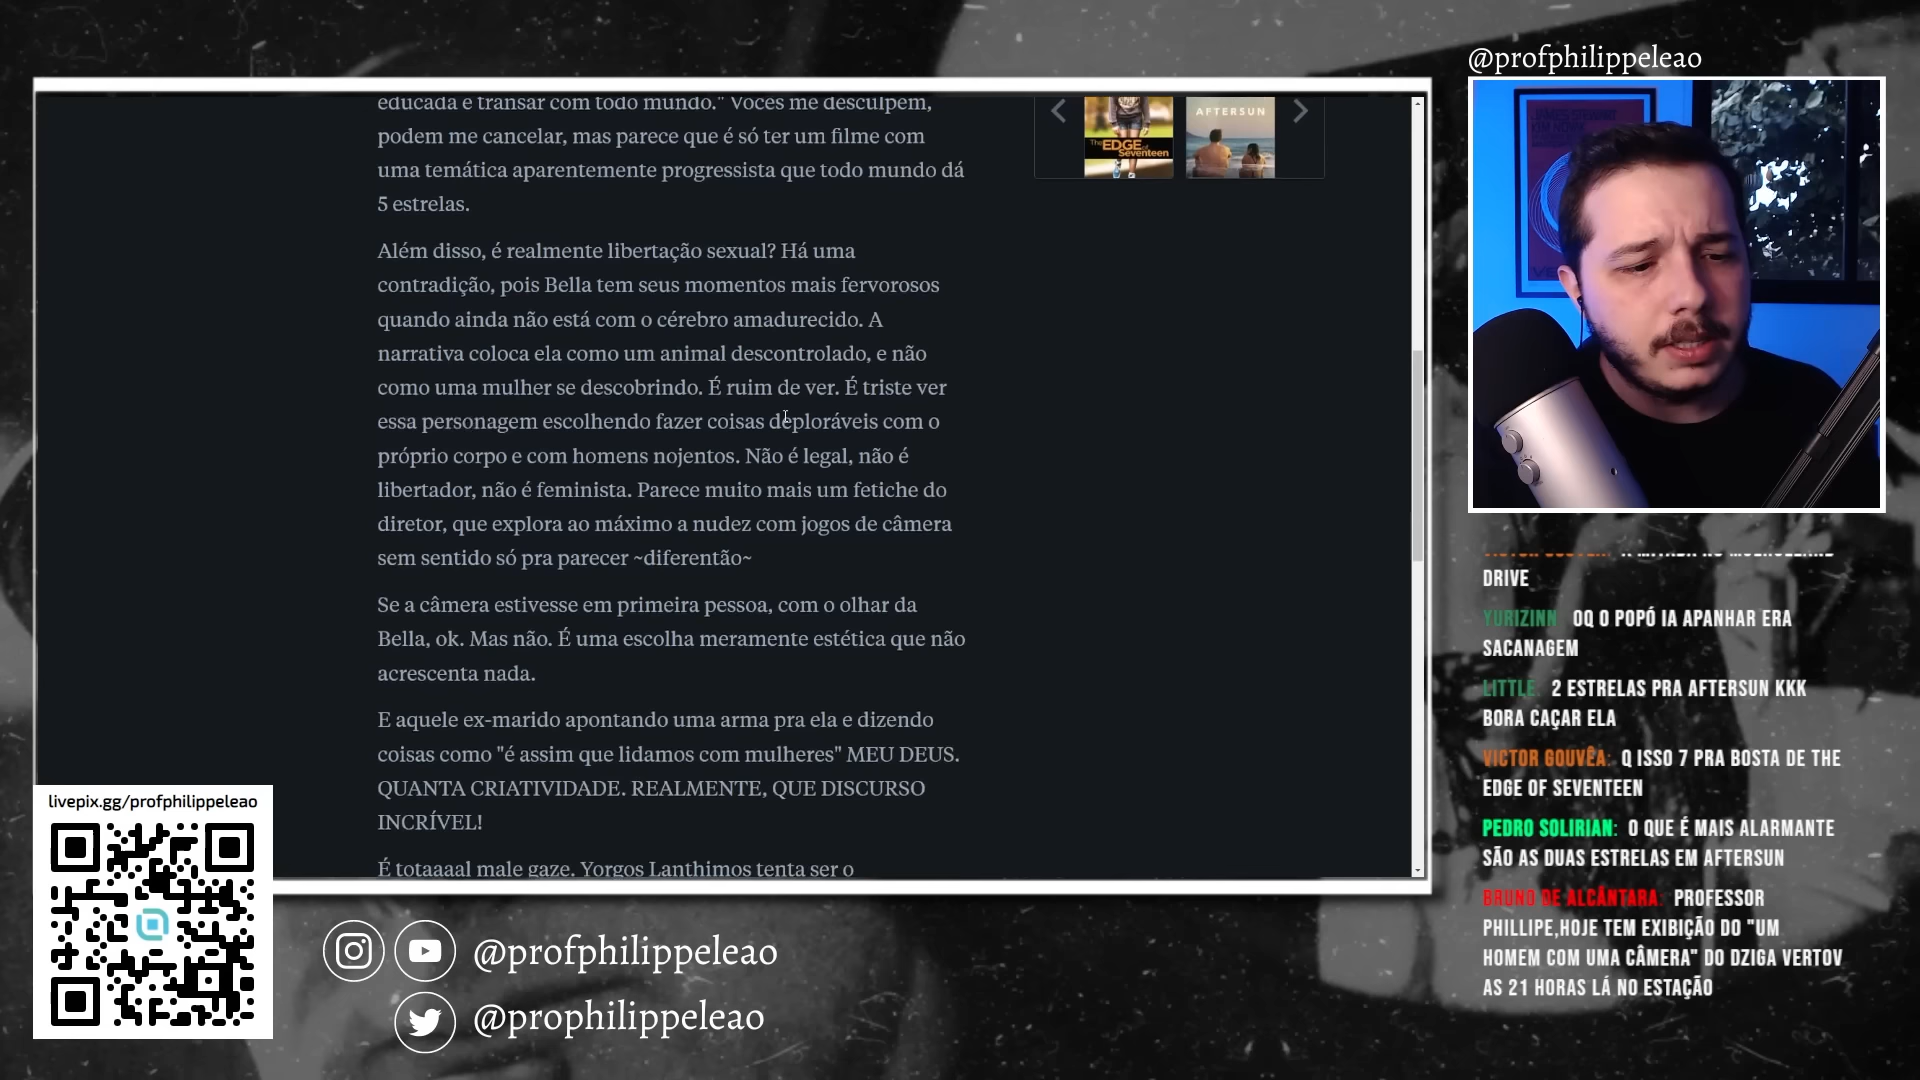 @profphilippeleao
educada e transar com todo mundo." Vocês me desculpem,
podem me cancelar, mas parece que é só ter um filme com
uma temática aparentemente progressista que todo mundo dá
5 estrelas.
Além disso, é realmente libertação sexual? Há uma
contradição, pois Bella tem seus momentos mais fervorosos
quando ainda não está com o cérebro amadurecido. A
narrativa coloca ela como um animal descontrolado, e não
como uma mulher se descobrindo. É ruim de ver. É triste ver
essa personagem escolhendo fazer coisas deploráveis com o
próprio corpo e com homens nojentos. Não é legal, não é
libertador, não é feminista. Parece muito mais um fetiche do
diretor, que explora ao máximo a nudez com jogos de câmera
sem sentido só pra parecer ~diferentão~
Se a câmera estivesse em primeira pessoa, com o olhar da
Bella, ok. Mas não. É uma escolha meramente estética que não
acrescenta nada.
E aquele ex-marido apontando uma arma pra ela e dizendo
coisas como "é assim que lidamos com mulheres" MEU DEUS.
QUANTA CRIATIVIDADE. REALMENTE, QUE DISCURSO
INCRÍVEL!
É totaaaal male gaze. Yorgos Lanthimos tenta ser o
The EDGE of Seventeen
AFTERSUN
DRIVE
YURIZINN OQ O POPÓ IA APANHAR ERA
SACANAGEM
LITTLE: 2 ESTRELAS PRA AFTERSUN KKK
BORA CAÇAR ELA
VICTOR GOUVÊA: Q ISSO 7 PRA BOSTA DE THE
EDGE OF SEVENTEEN
PEDRO SOLIRIAN: O QUE É MAIS ALARMANTE
SÃO AS DUAS ESTRELAS EM AFTERSUN
BRUNO DE ALCÂNTARA: PROFESSOR
PHILLIPE,HOJE TEM EXIBIÇÃO DO "UM
HOMEM COM UMA CÂMERA" DO DZIGA VERTOV
AS 21 HORAS LÁ NO ESTAÇÃO
livepix.gg/profphilippeleao
@profphilippeleao
@prophilippeleao